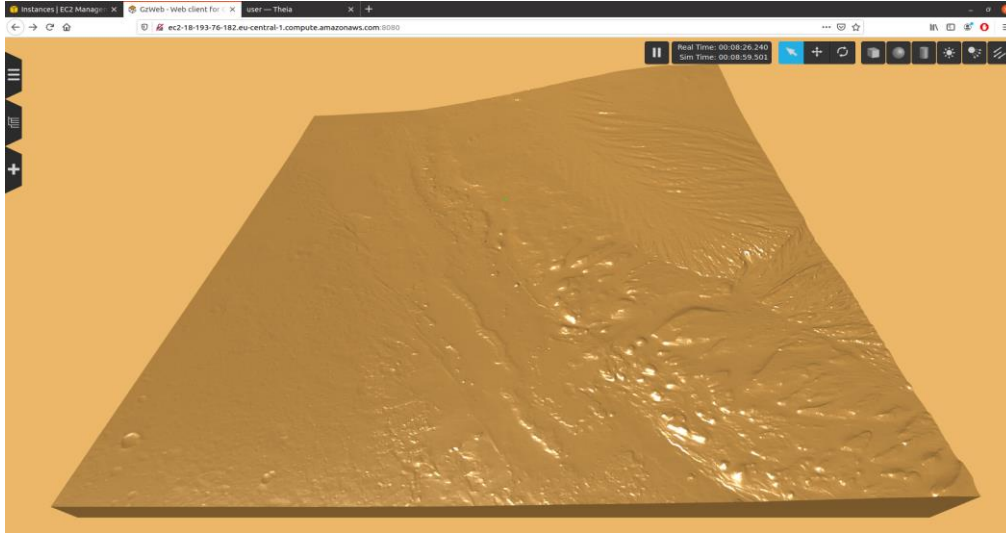 Instances | EC2 Manager
GzWeb - Web client for G
user — Theia
ec2-18-193-76-182.eu-central-1.compute.amazonaws.com:8080
Real Time: 00:08:26.240
Sim Time: 00:08:59.501